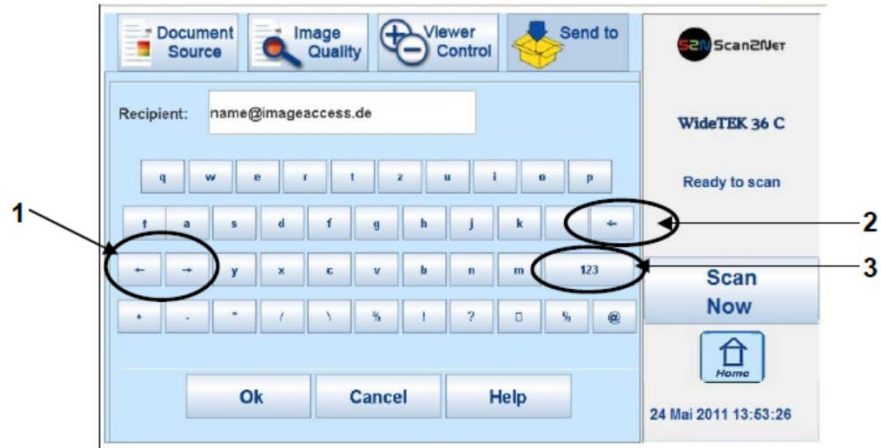 Document Source
Image Quality
Viewer Control
Send to
S2N Scan2Net
Recipient: name@imageaccess.de
WideTEK 36 C
q w e r t z u i o p
Ready to scan
1
↑ a s d f g h j k ←
2
← → y x c v b n m 123
3
Scan Now
+ - * / \ % ! ? % @
Home
Ok Cancel Help
24 Mai 2011 13:53:26